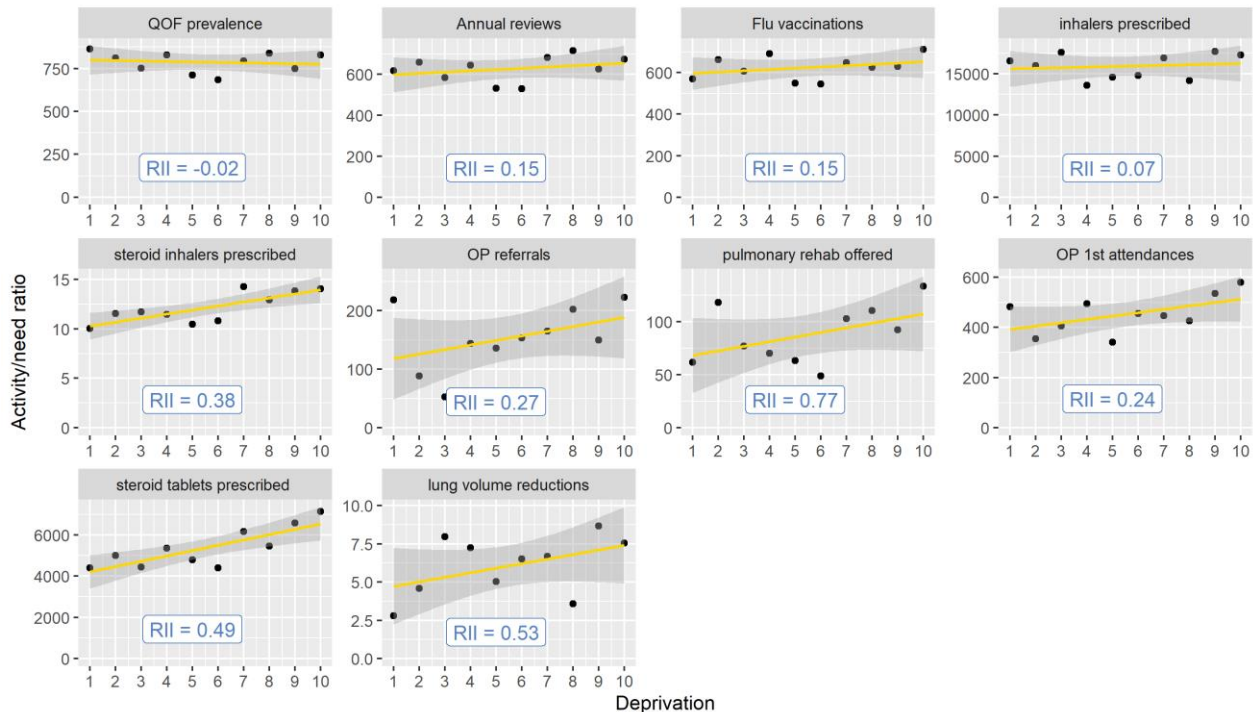 QOF prevalence
Annual reviews
Flu vaccinations
inhalers prescribed
750
500
250
0
RII = -0.02
1 2 3 4 5 6 7 8 9 10
600
400
200
0
RII = 0.15
1 2 3 4 5 6 7 8 9 10
600
400
200
0
RII = 0.15
1 2 3 4 5 6 7 8 9 10
15000
10000
5000
0
RII = 0.07
1 2 3 4 5 6 7 8 9 10
steroid inhalers prescribed
OP referrals
pulmonary rehab offered
OP 1st attendances
15
10
5
0
RII = 0.38
1 2 3 4 5 6 7 8 9 10
200
100
0
RII = 0.27
1 2 3 4 5 6 7 8 9 10
100
50
0
RII = 0.77
1 2 3 4 5 6 7 8 9 10
600
400
200
0
RII = 0.24
1 2 3 4 5 6 7 8 9 10
steroid tablets prescribed
lung volume reductions
6000
4000
2000
0
RII = 0.49
1 2 3 4 5 6 7 8 9 10
10.0
7.5
5.0
2.5
0.0
RII = 0.53
1 2 3 4 5 6 7 8 9 10
Activity/need ratio
Deprivation